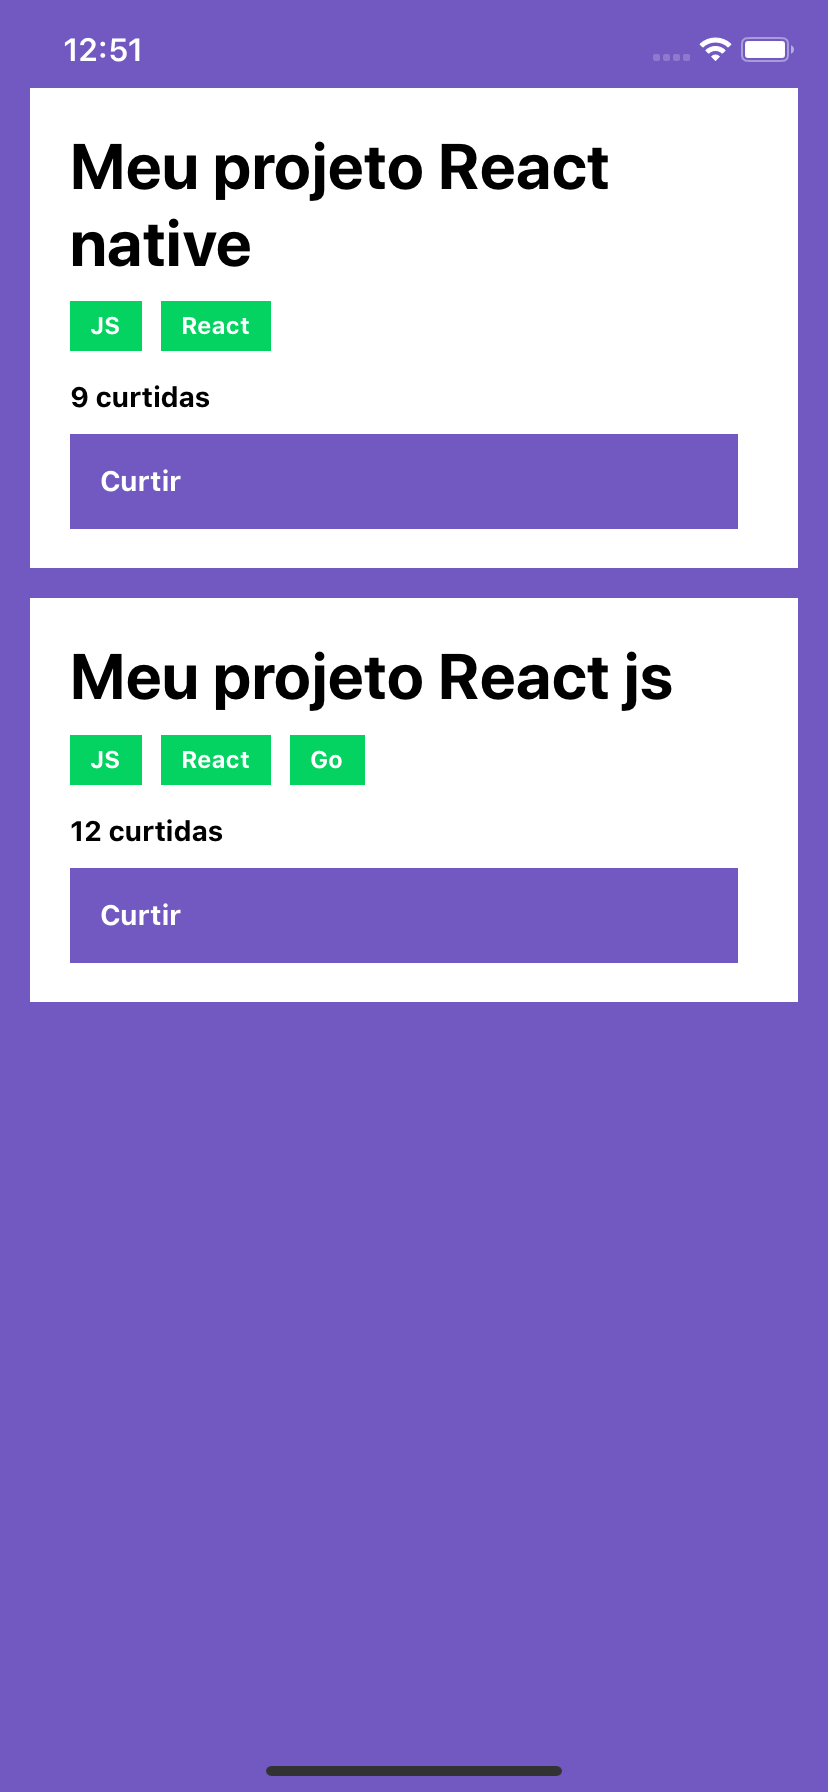 12:51
Meu projeto React
native
JS React
9 curtidas
Curtir
Meu projeto React js
JS React Go
12 curtidas
Curtir